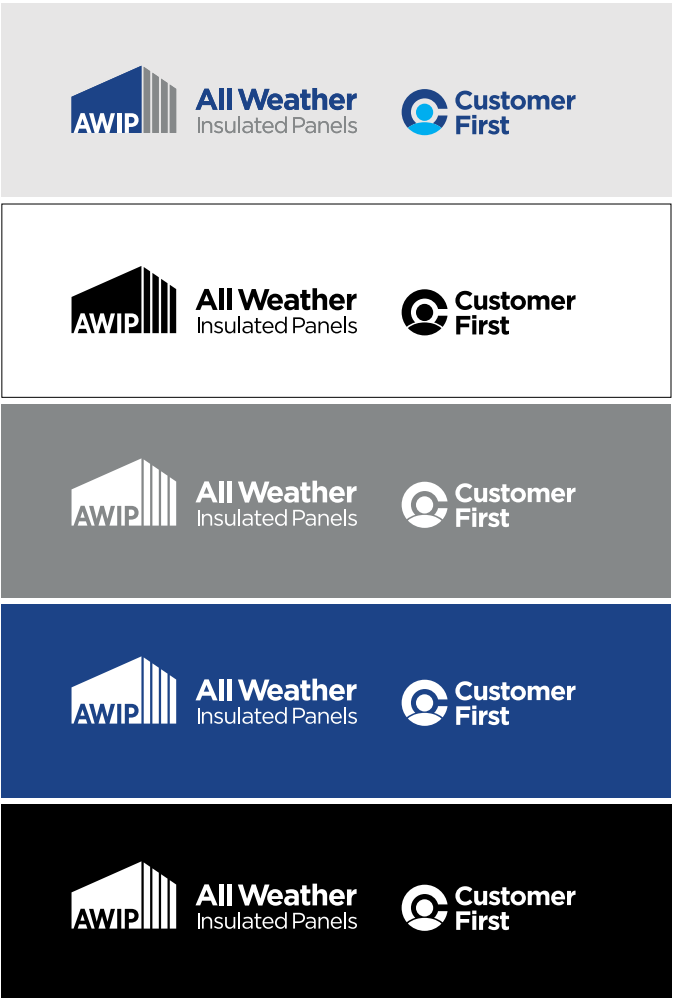 AWIP
All Weather
Insulated Panels
Customer
First
AWIP
All Weather
Insulated Panels
Customer
First
AWIP
All Weather
Insulated Panels
Customer
First
AWIP
All Weather
Insulated Panels
Customer
First
AWIP
All Weather
Insulated Panels
Customer
First